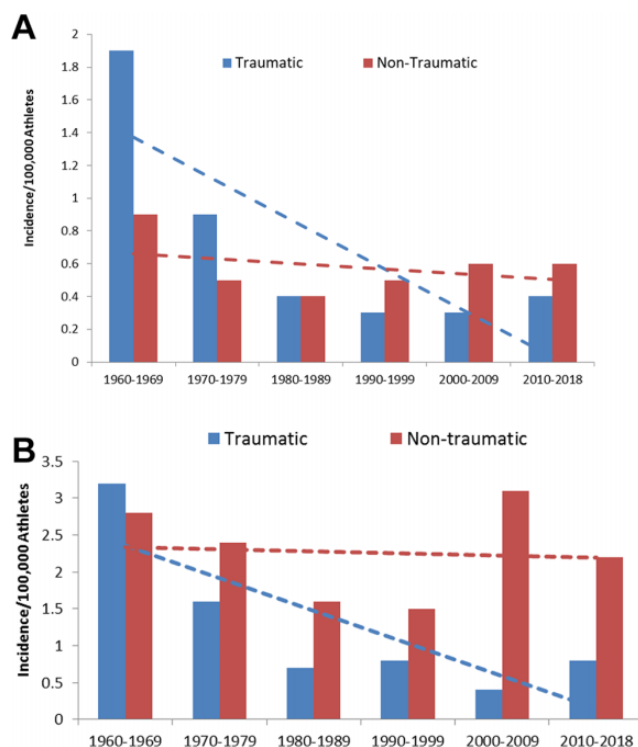 A
Traumatic Non-Traumatic
Incidence/100,000 Athletes
2
1.8
1.6
1.4
1.2
1
0.8
0.6
0.4
0.2
0
1960-1969 1970-1979 1980-1989 1990-1999 2000-2009 2010-2018
B
Traumatic Non-traumatic
Incidence/100,000 Athletes
3.5
3
2.5
2
1.5
1
0.5
0
1960-1969 1970-1979 1980-1989 1990-1999 2000-2009 2010-2018